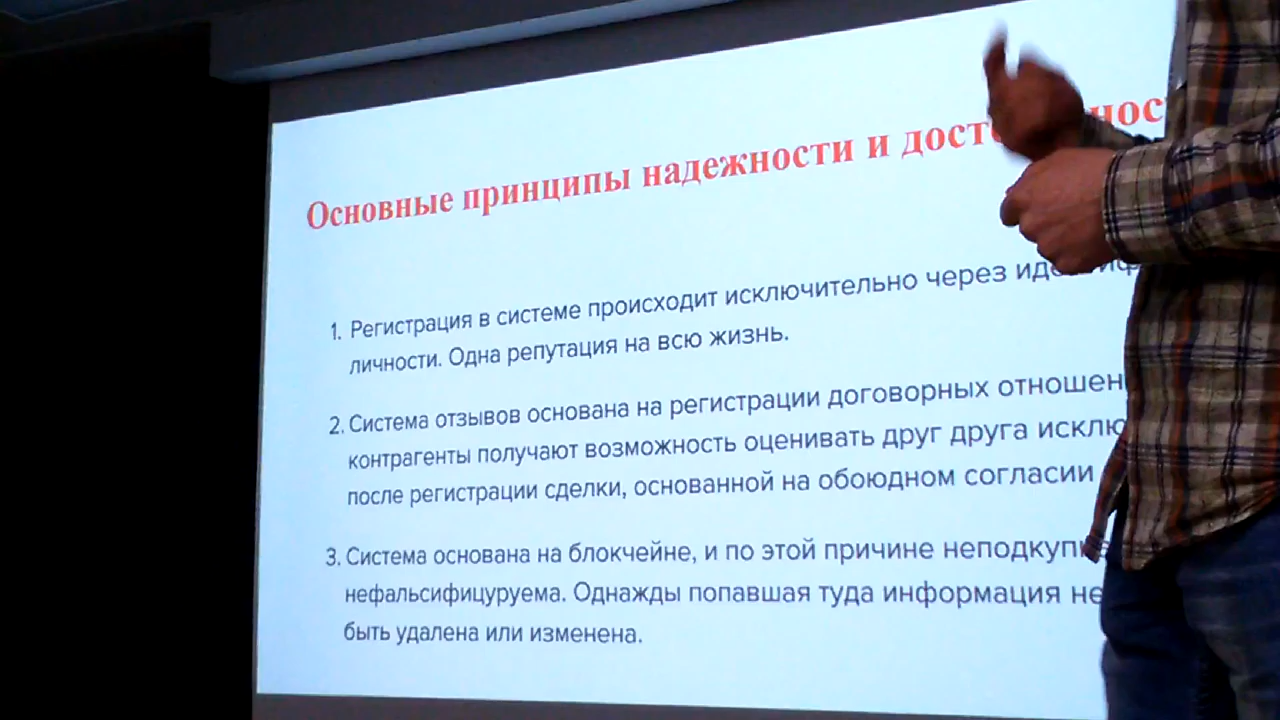 Основные принципы надежности и
1. Регистрация в системе происходит исключительно через
личности. Одна репутация на всю жизнь.
2. Система отзывов основана на регистрации договорных
контрагенты получают возможность оценивать друг друга
после регистрации сделки, основанной на обоюдном согласии
3. Система основана на блокчейне, и по этой причине
нефальсифицуруема. Однажды попавшая туда информация не
быть удалена или изменена.